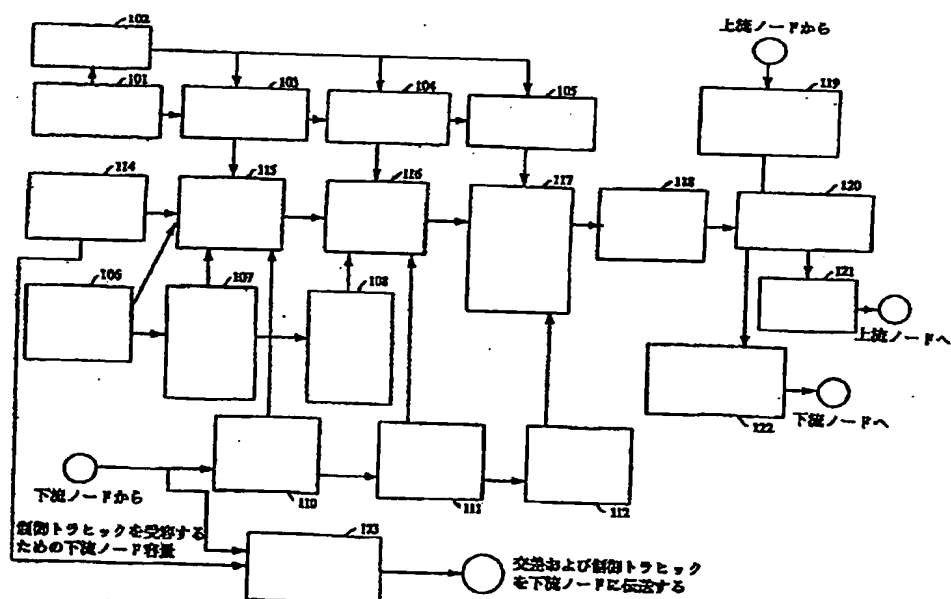 102
上流ノードから
101
103
104
105
119
114
115
116
117
118
120
106
107
108
121
上流ノードへ
122
下流ノードへ
下流ノードから
110
111
112
制御トラヒックを受容する
ための下流ノード容量
113
交差および制御トラヒック
を下流ノードに伝送する